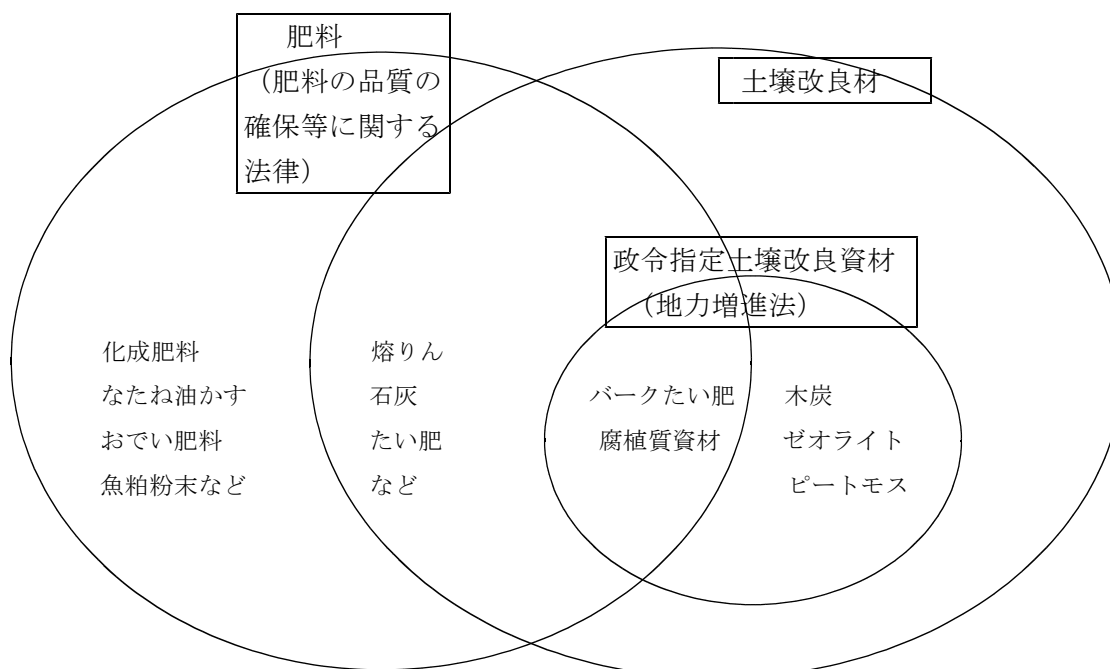 肥料
（肥料の品質の
確保等に関する
法律）
土壌改良材
政令指定土壌改良資材
（地力増進法）
化成肥料
なたね油かす
おでい肥料
魚粕粉末など
熔りん
石灰
たい肥
など
バークたい肥
腐植質資材
木炭
ゼオライト
ピートモス